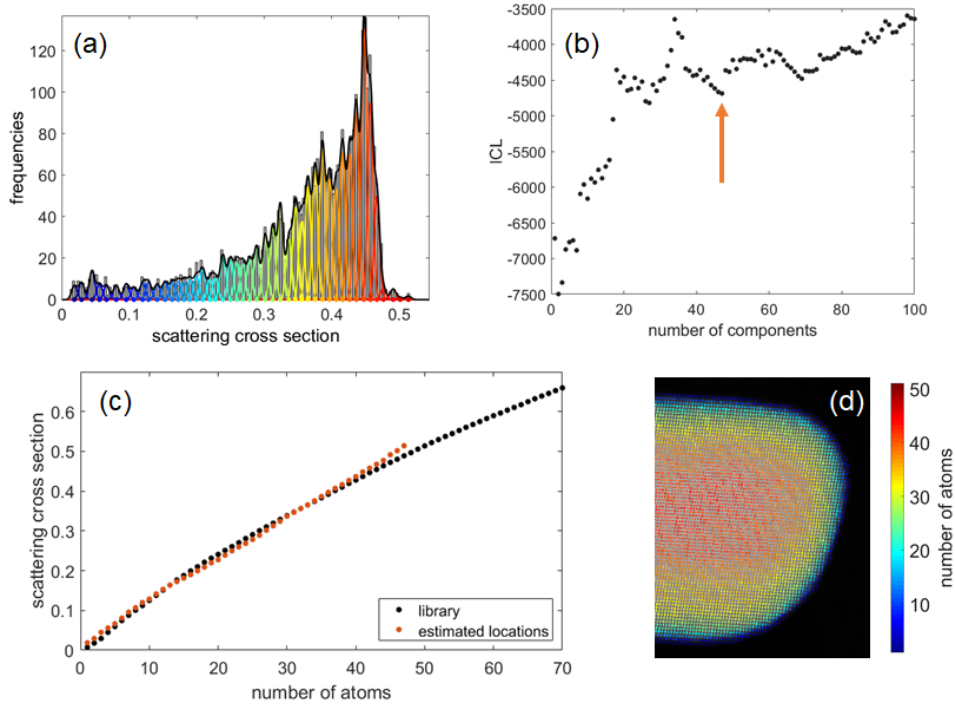 (a)
frequencies
120
100
80
60
40
20
0
0 0.1 0.2 0.3 0.4 0.5
scattering cross section
(b)
ICL
-3500
-4000
-4500
-5000
-5500
-6000
-6500
-7000
-7500
0 20 40 60 80 100
number of components
(c)
scattering cross section
0.6
0.5
0.4
0.3
0.2
0.1
0
0 10 20 30 40 50 60 70
number of atoms
library
estimated locations
(d)
50
40
30
20
10
number of atoms